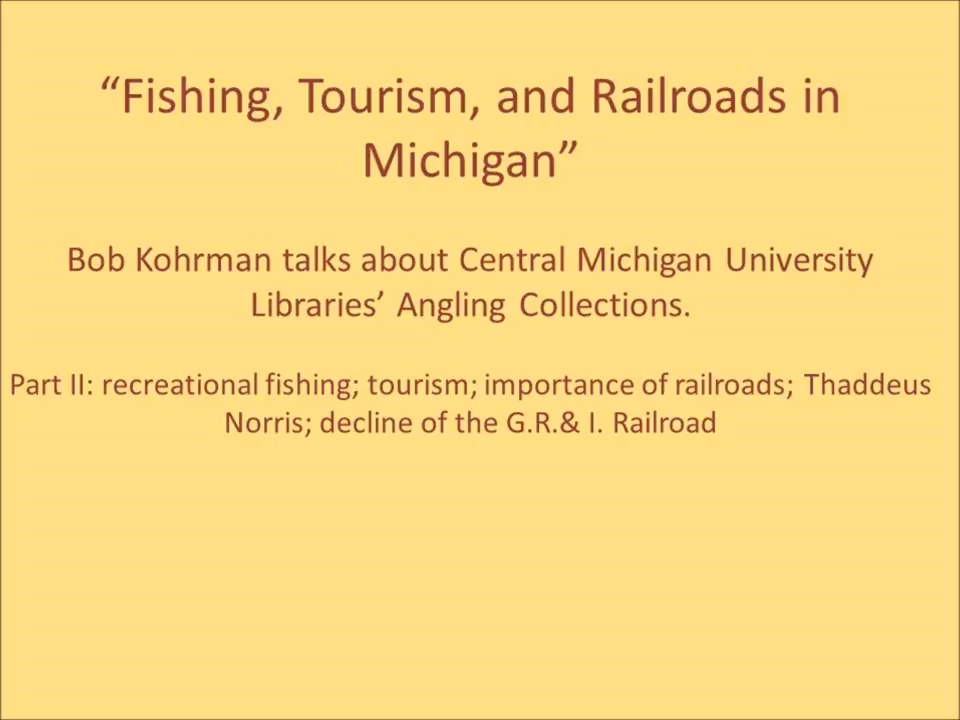 “Fishing, Tourism, and Railroads in
Michigan”
Bob Kohrman talks about Central Michigan University
Libraries’ Angling Collections.
Part II: recreational fishing; tourism; importance of railroads; Thaddeus
Norris; decline of the G.R.& I. Railroad